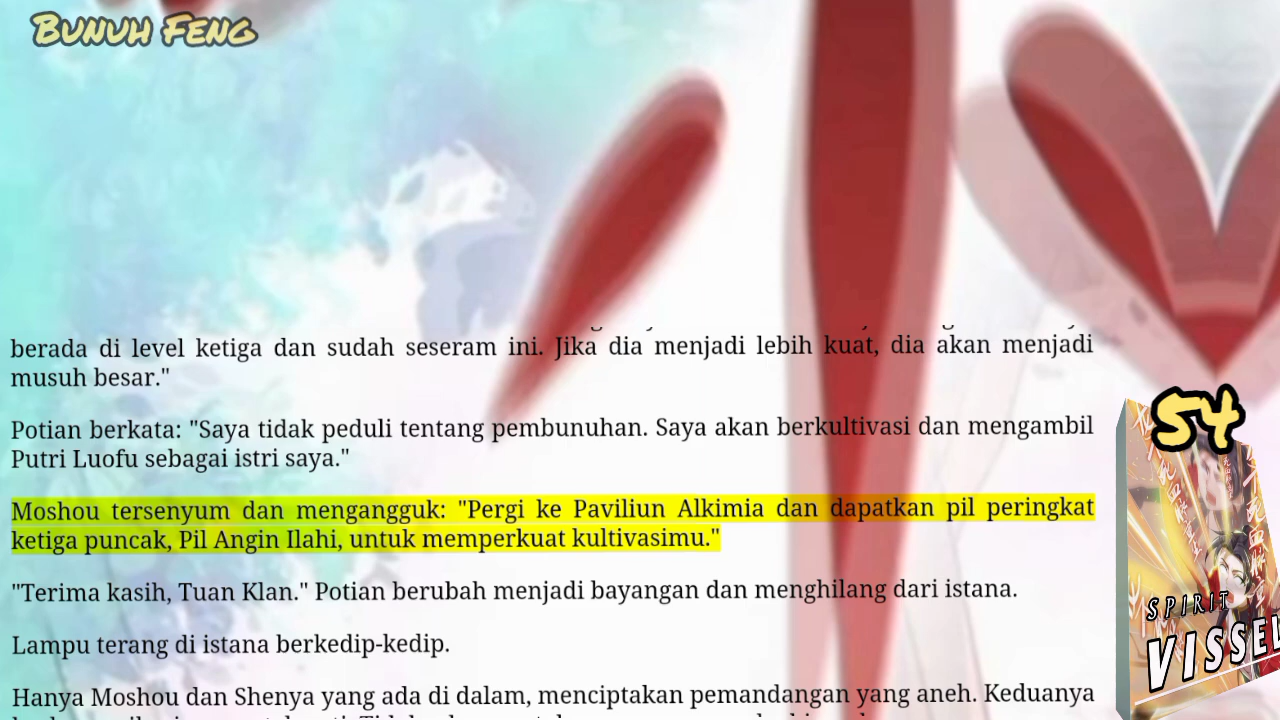 BUNUH FENG
berada di level ketiga dan sudah seseram ini. Jika dia menjadi lebih kuat, dia akan menjadi
musuh besar."
Potian berkata: "Saya tidak peduli tentang pembunuhan. Saya akan berkultivasi dan mengambil
Putri Luofu sebagai istri saya."
Moshou tersenyum dan mengangguk: "Pergi ke Paviliun Alkimia dan dapatkan pil peringkat
ketiga puncak, Pil Angin Ilahi, untuk memperkuat kultivasimu."
"Terima kasih, Tuan Klan." Potian berubah menjadi bayangan dan menghilang dari istana.
Lampu terang di istana berkedip-kedip.
Hanya Moshou dan Shenya yang ada di dalam, menciptakan pemandangan yang aneh. Keduanya
54
SPIRIT
VISSEL